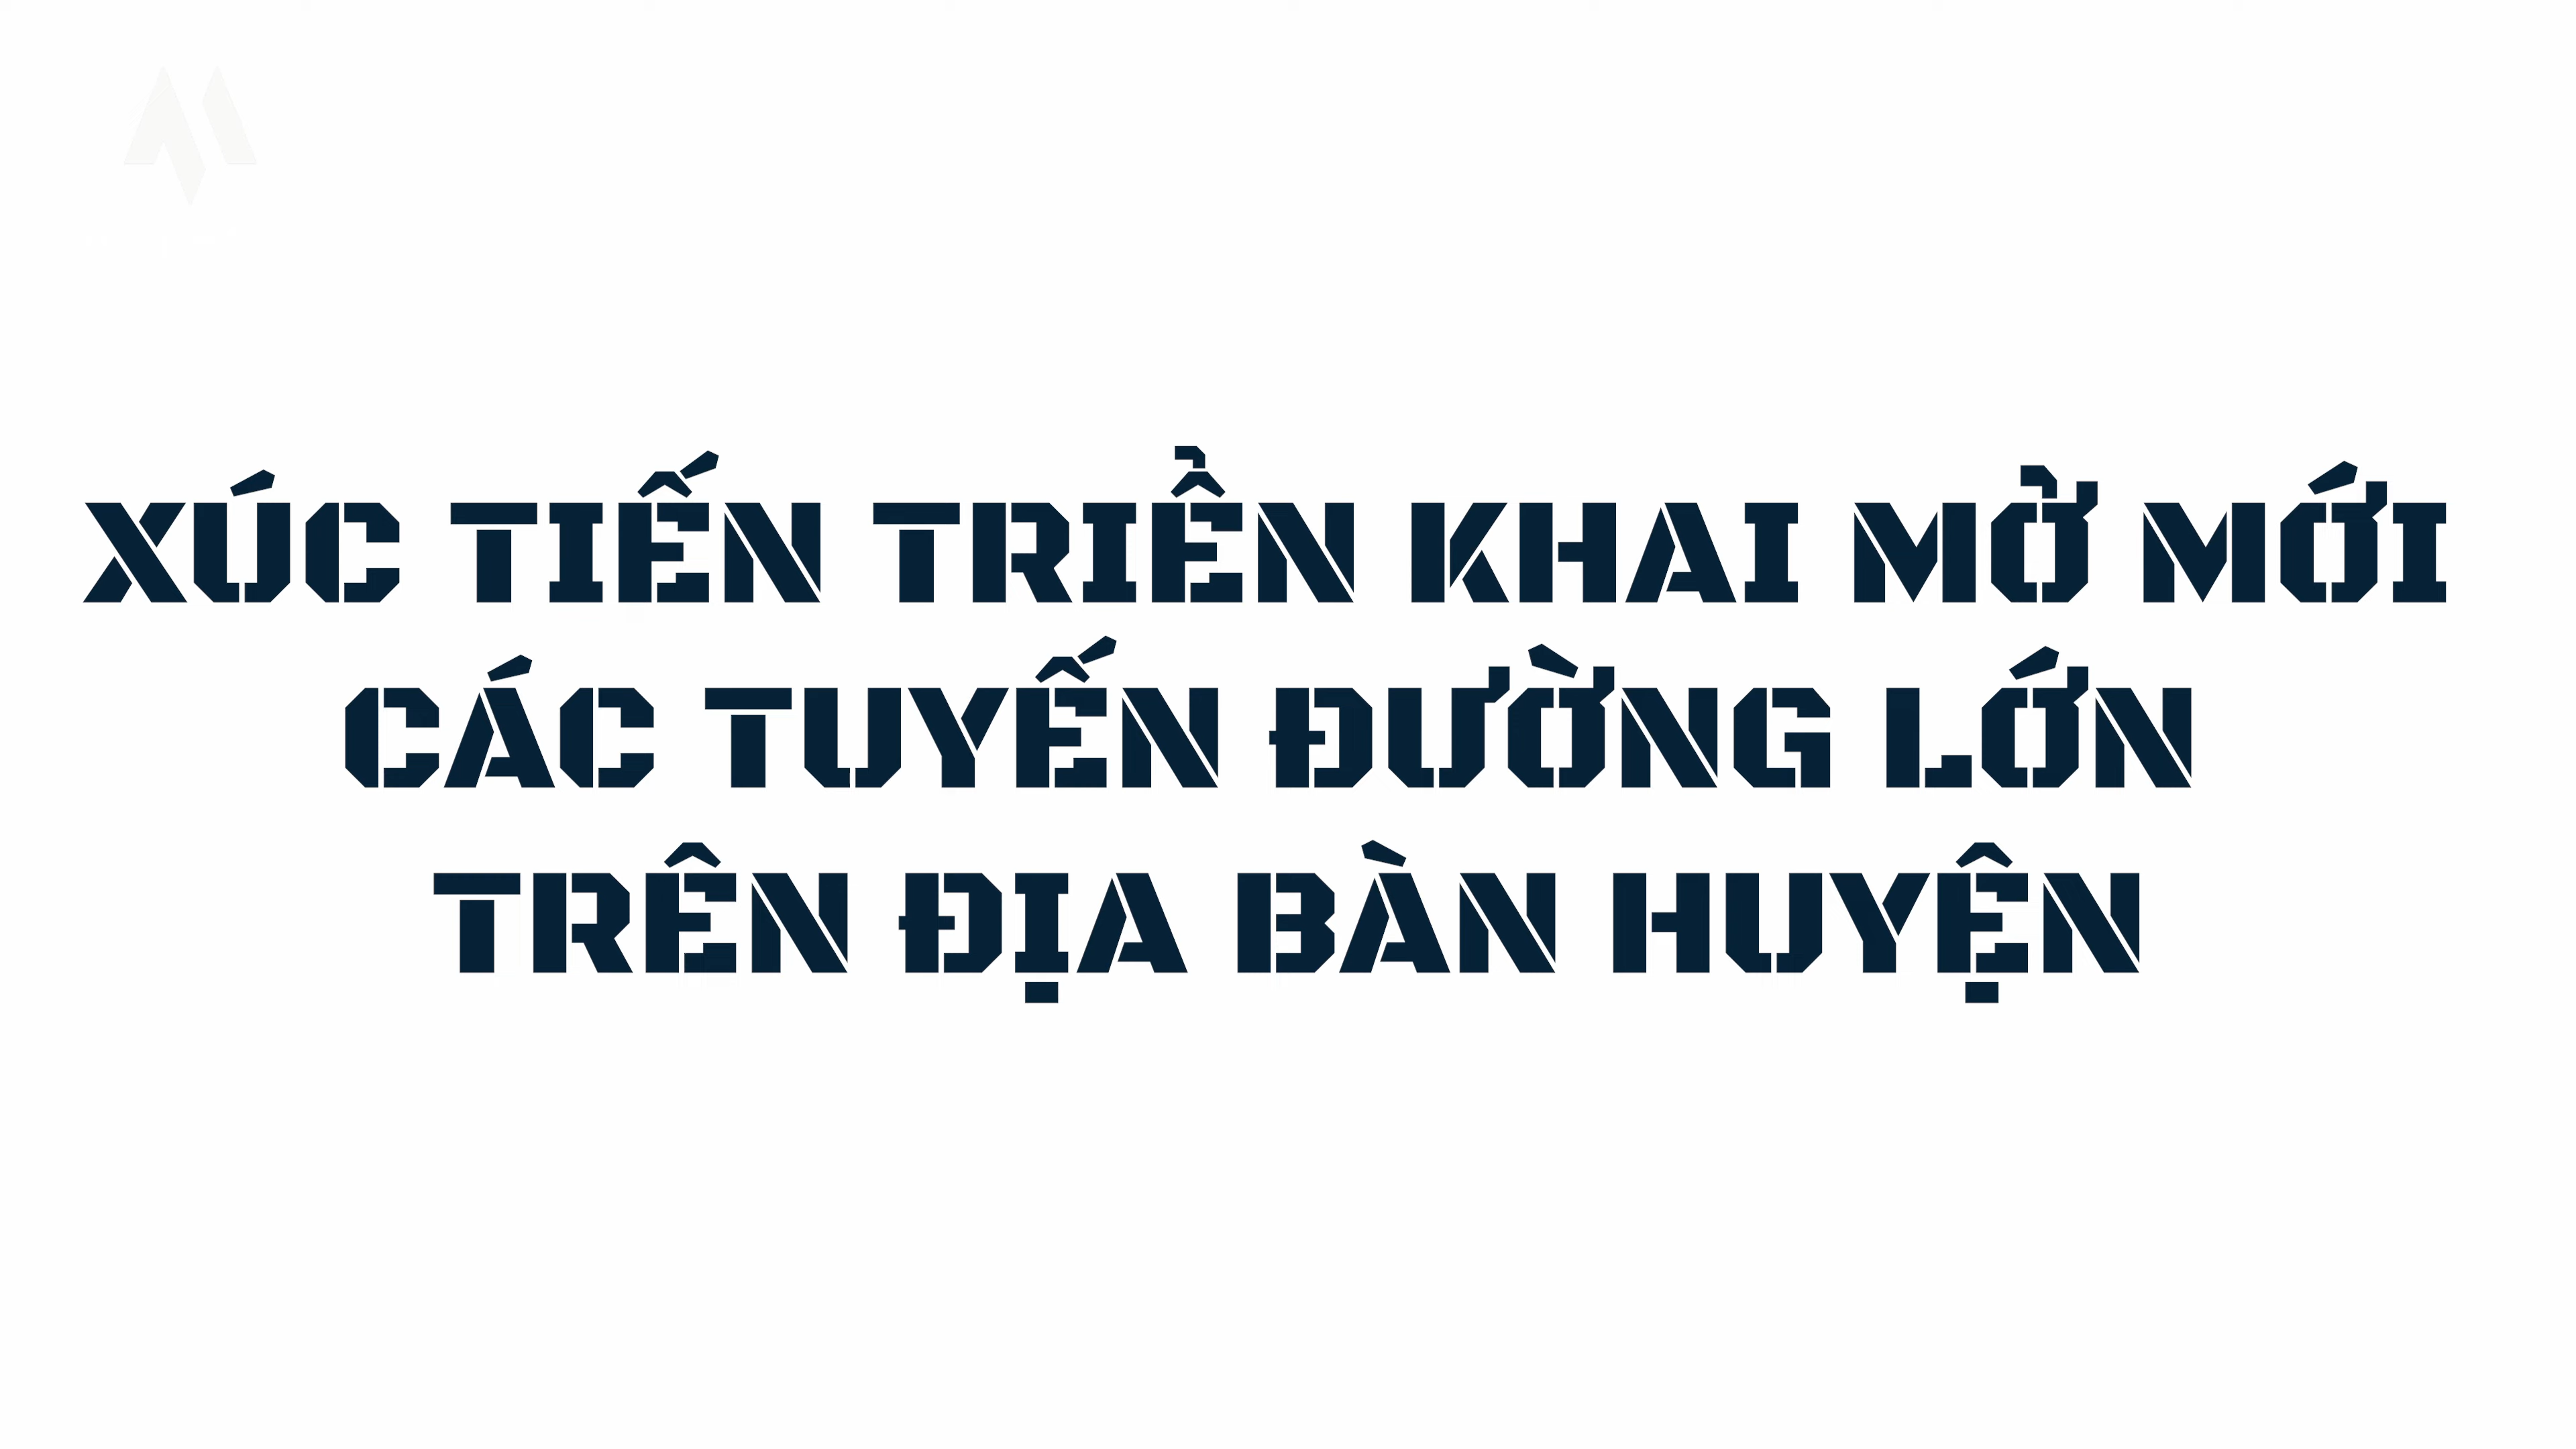 XÚC TIẾN TRIỂN KHAI MỞ MỚI
CÁC TUYẾN ĐƯỜNG LỚN
TRÊN ĐỊA BÀN HUYỆN